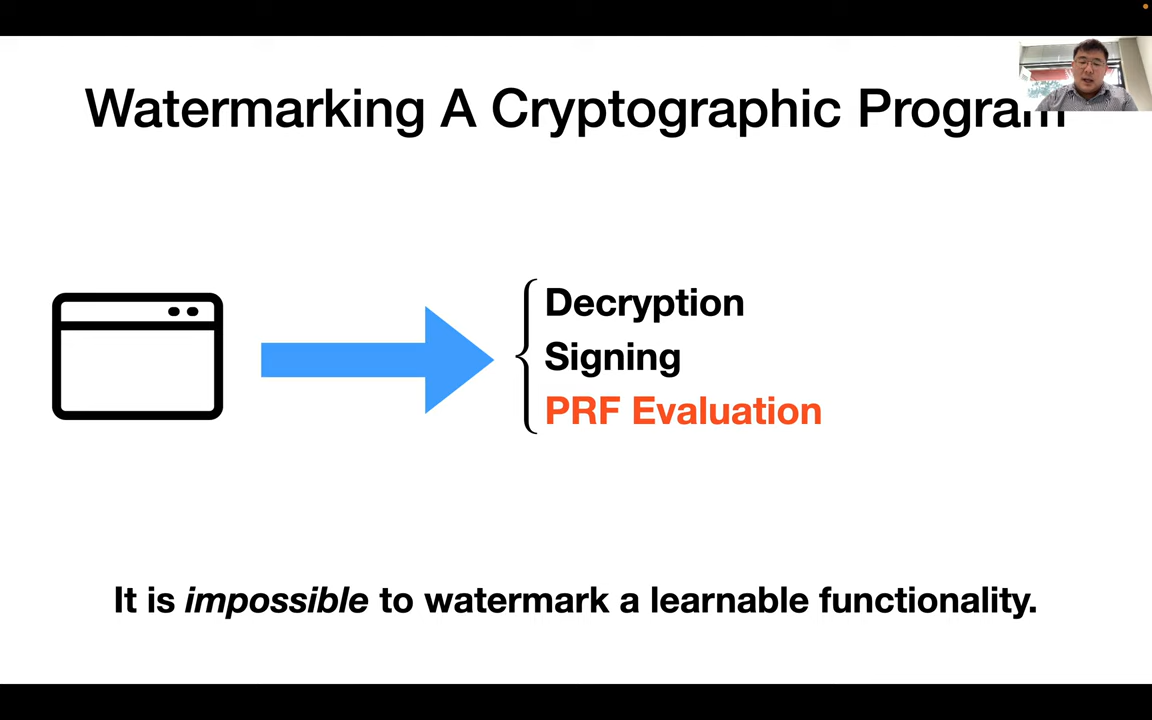 Watermarking A Cryptographic Program
Decryption
Signing
PRF Evaluation
It is impossible to watermark a learnable functionality.